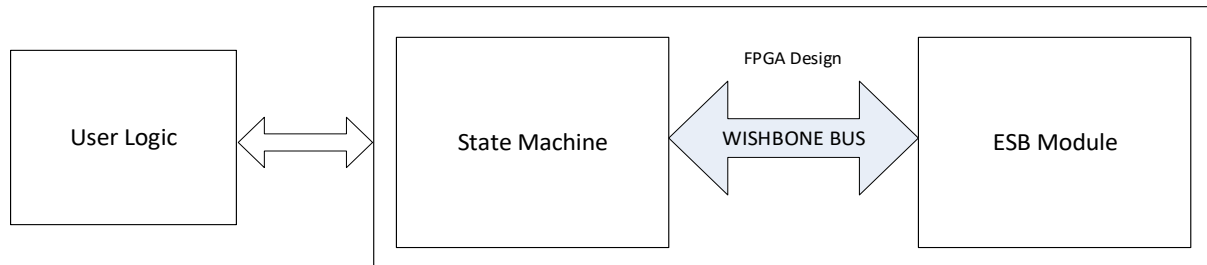 User Logic
State Machine
FPGA Design
WISHBONE BUS
ESB Module